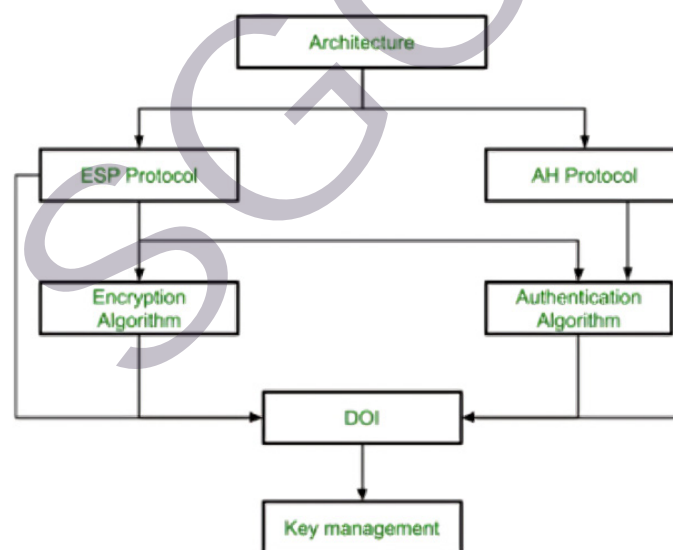 Architecture
ESP Protocol
AH Protocol
Encryption
Algorithm
Authentication
Algorithm
DOI
Key management